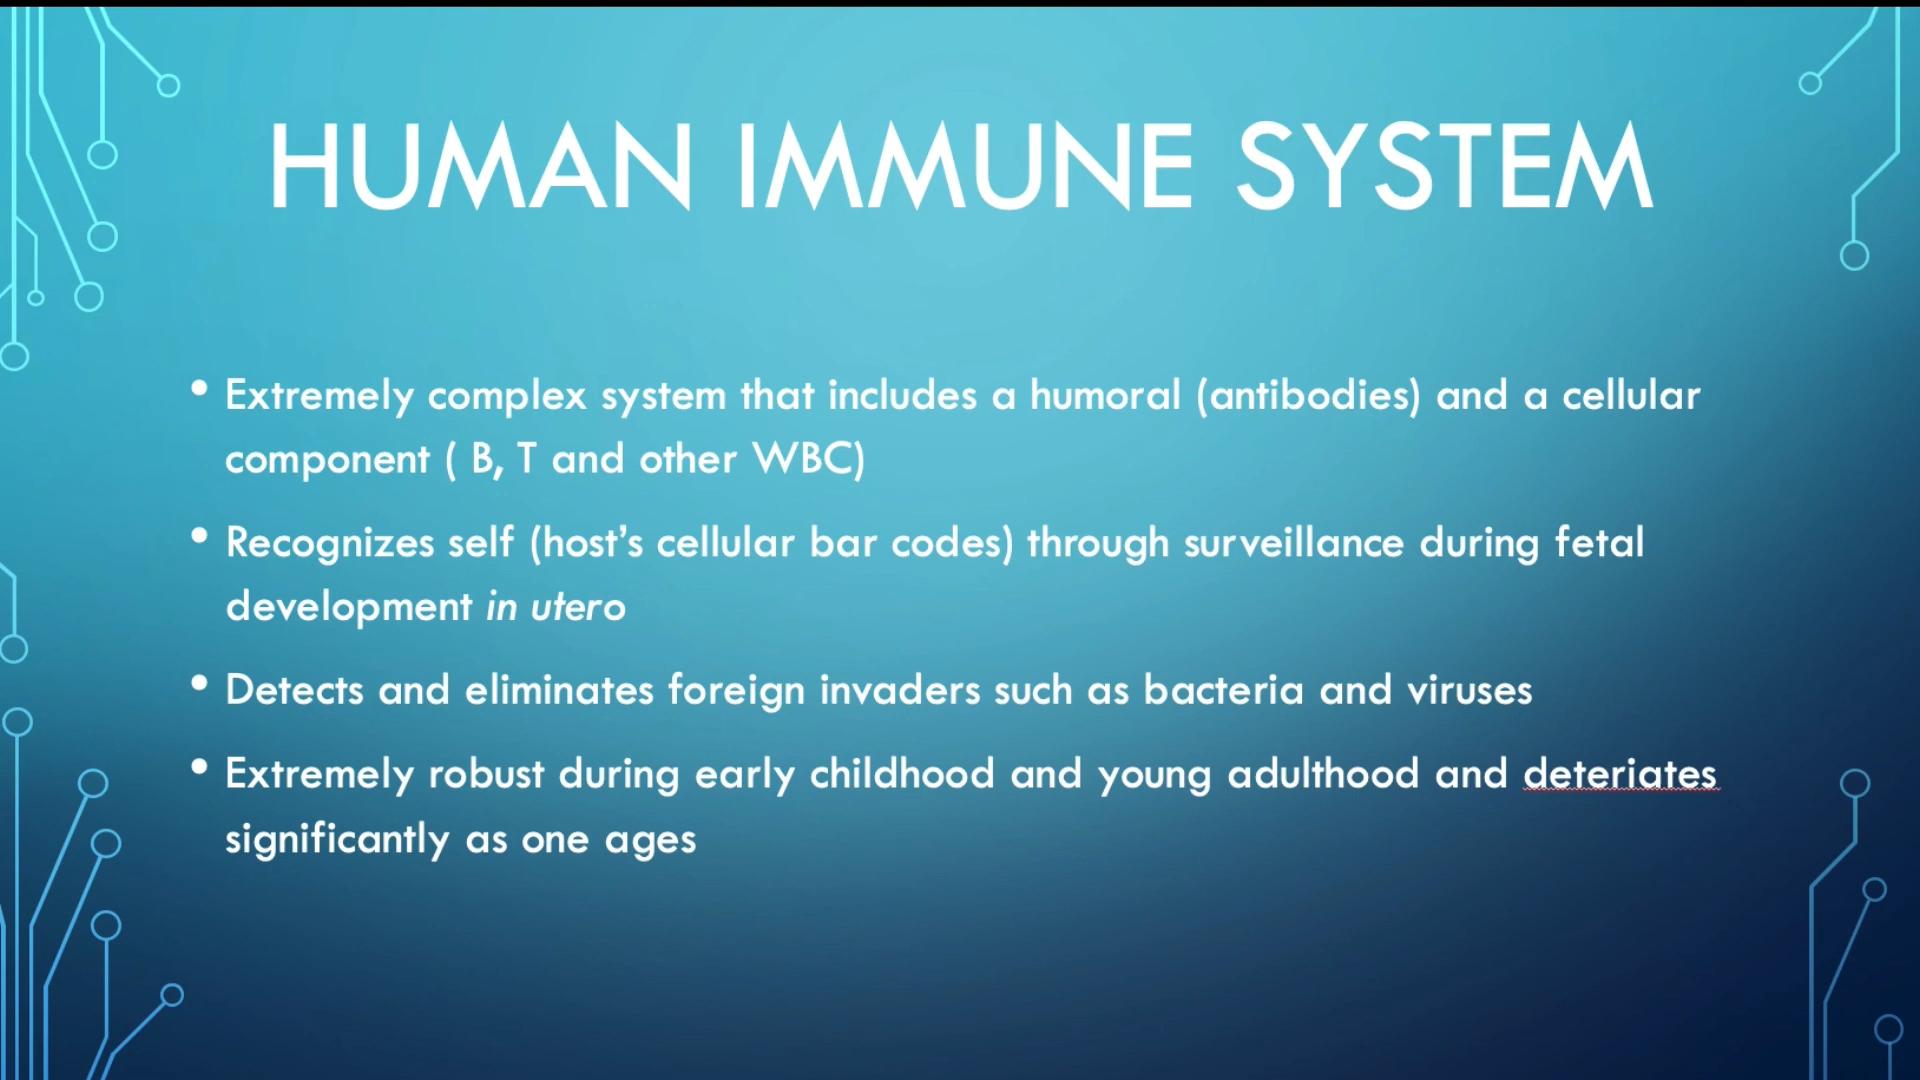 HUMAN IMMUNE SYSTEM
• Extremely complex system that includes a humoral (antibodies) and a cellular
component ( B, T and other WBC)
• Recognizes self (host’s cellular bar codes) through surveillance during fetal
development in utero
• Detects and eliminates foreign invaders such as bacteria and viruses
• Extremely robust during early childhood and young adulthood and deteriates
significantly as one ages